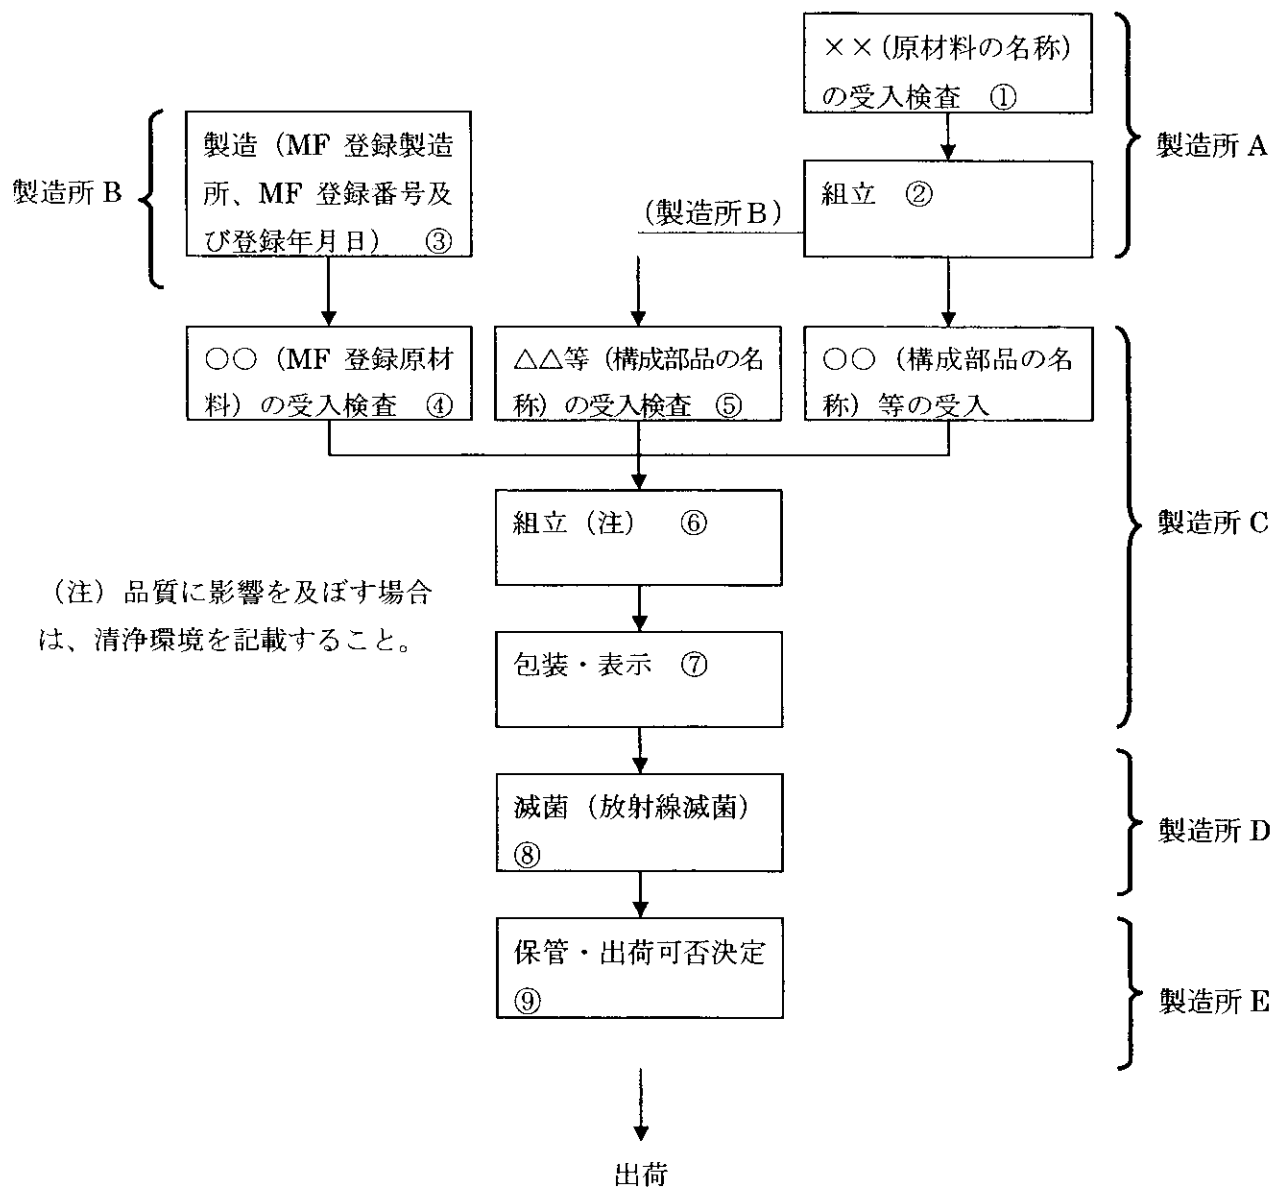 ××(原材料の名称)
の受入検査 ①
製造所 A
組立 ②
製造(MF 登録製造
所、MF 登録番号及
び登録年月日) ③
製造所 B
(製造所B)
○○(MF 登録原材
料)の受入検査 ④
△△等(構成部品の名
称)の受入検査 ⑤
○○(構成部品の名
称)等の受入
製造所 C
組立(注) ⑥
(注)品質に影響を及ぼす場合
は、清浄環境を記載すること。
包装・表示 ⑦
滅菌(放射線滅菌)
⑧
製造所 D
保管・出荷可否決定
⑨
製造所 E
出荷